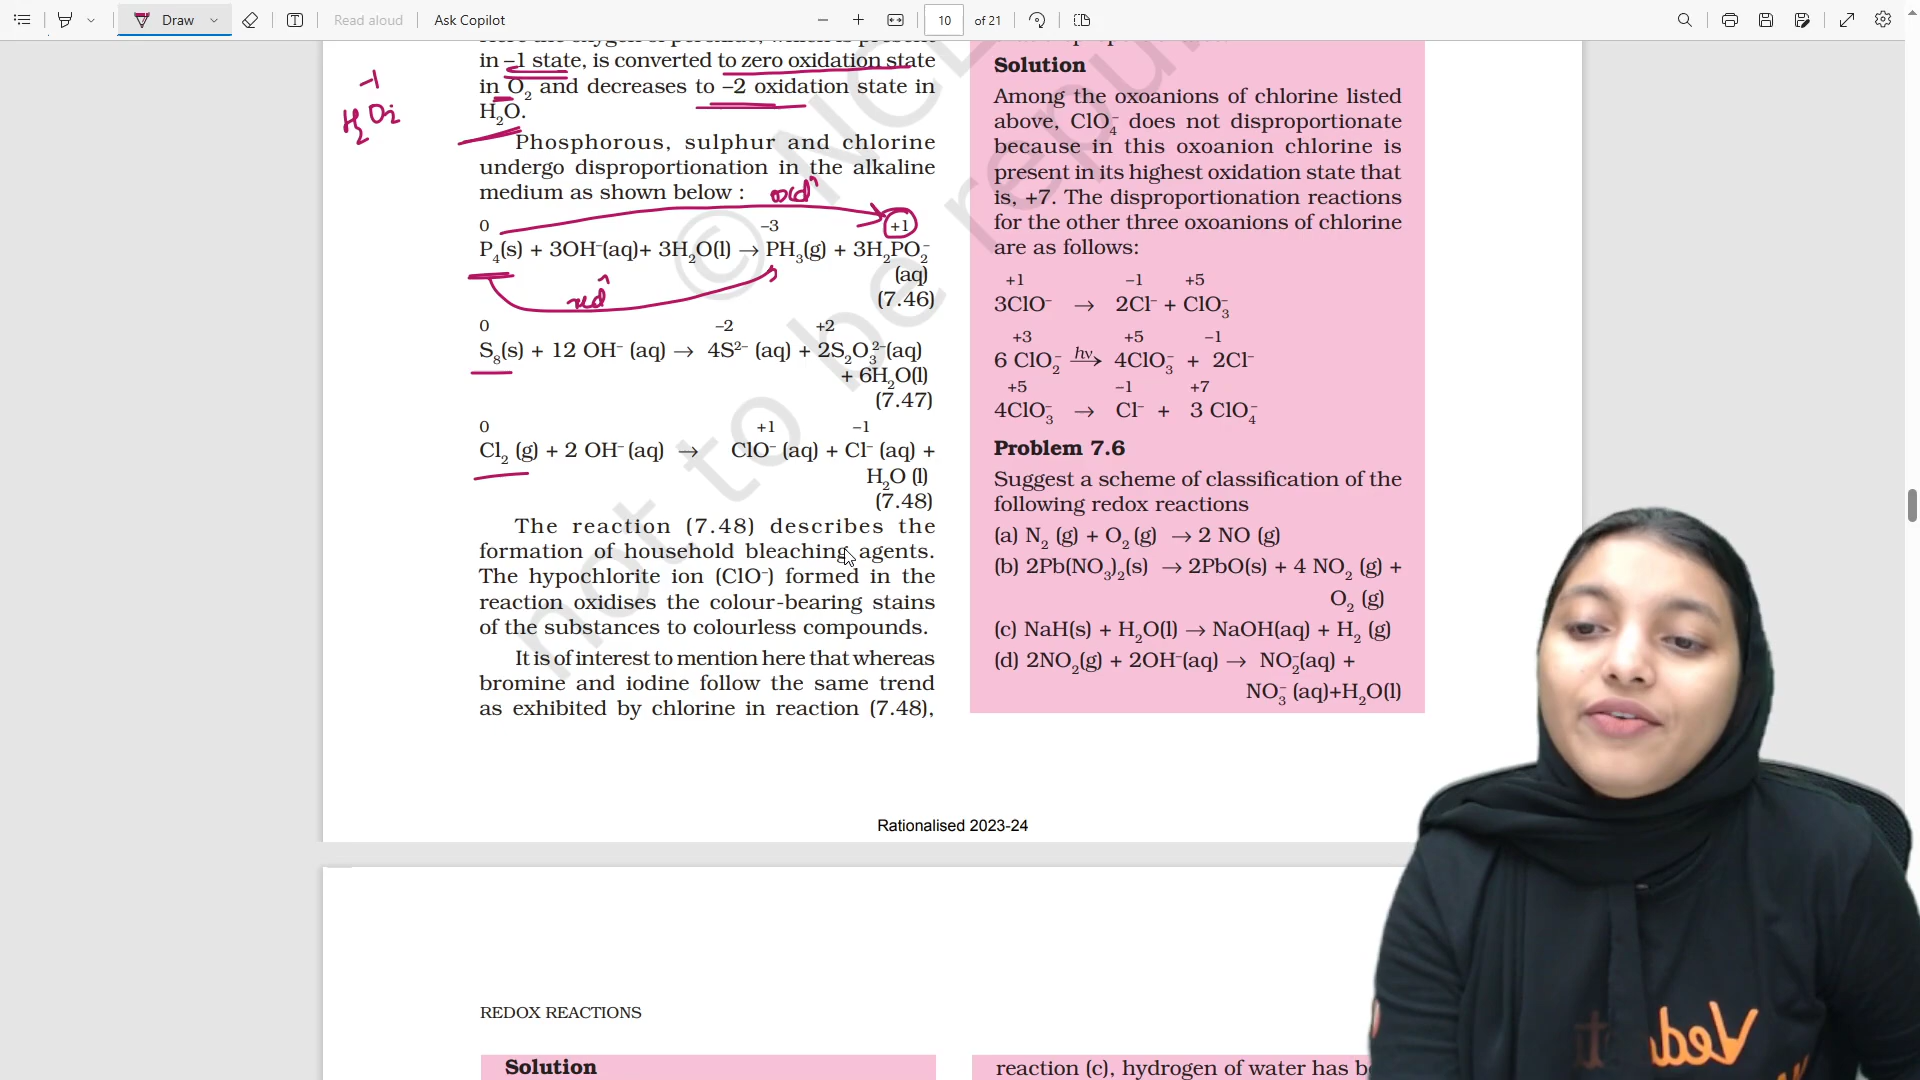 Draw
Read aloud
Ask Copilot
10
of 21
in –1 state, is converted to zero oxidation state
in O2 and decreases to –2 oxidation state in
H2O.
Phosphorous, sulphur and chlorine
undergo disproportionation in the alkaline
medium as shown below :
–1
H2O2
oxdⁿ
0 –3 +1
P4(s) + 3OH–(aq)+ 3H2O(l) → PH3(g) + 3H2PO2–
(aq)
redⁿ
(7.46)
0 –2 +2
S8(s) + 12 OH– (aq) → 4S2– (aq) + 2S2O32–(aq)
+ 6H2O(l)
(7.47)
0 +1 –1
Cl2 (g) + 2 OH– (aq) → ClO– (aq) + Cl– (aq) +
H2O (l)
(7.48)
The reaction (7.48) describes the
formation of household bleaching agents.
The hypochlorite ion (ClO–) formed in the
reaction oxidises the colour-bearing stains
of the substances to colourless compounds.
It is of interest to mention here that whereas
bromine and iodine follow the same trend
as exhibited by chlorine in reaction (7.48),
Solution
Among the oxoanions of chlorine listed
above, ClO4– does not disproportionate
because in this oxoanion chlorine is
present in its highest oxidation state that
is, +7. The disproportionation reactions
for the other three oxoanions of chlorine
are as follows:
+1 –1 +5
3ClO– → 2Cl– + ClO3–
+3 +5 –1
6 ClO2– hν→ 4ClO3– + 2Cl–
+5 –1 +7
4ClO3– → Cl– + 3 ClO4–
Problem 7.6
Suggest a scheme of classification of the
following redox reactions
(a) N2 (g) + O2 (g) → 2 NO (g)
(b) 2Pb(NO3)2(s) → 2PbO(s) + 4 NO2 (g) +
O2 (g)
(c) NaH(s) + H2O(l) → NaOH(aq) + H2 (g)
(d) 2NO2(g) + 2OH–(aq) → NO2–(aq) +
NO3– (aq)+H2O(l)
not to be
Rationalised 2023-24
REDOX REACTIONS
Solution
reaction (c), hydrogen of water has
Ved